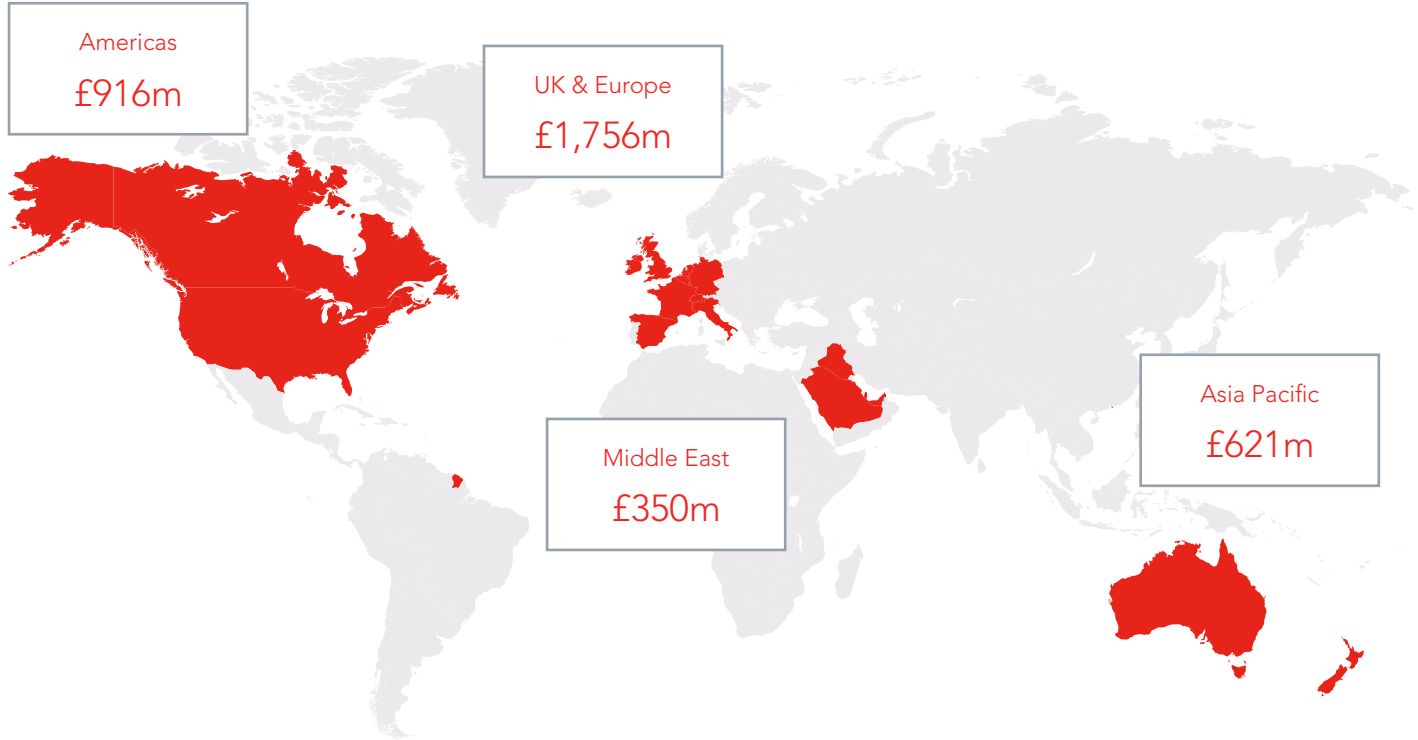 Americas
£916m
UK & Europe
£1,756m
Middle East
£350m
Asia Pacific
£621m